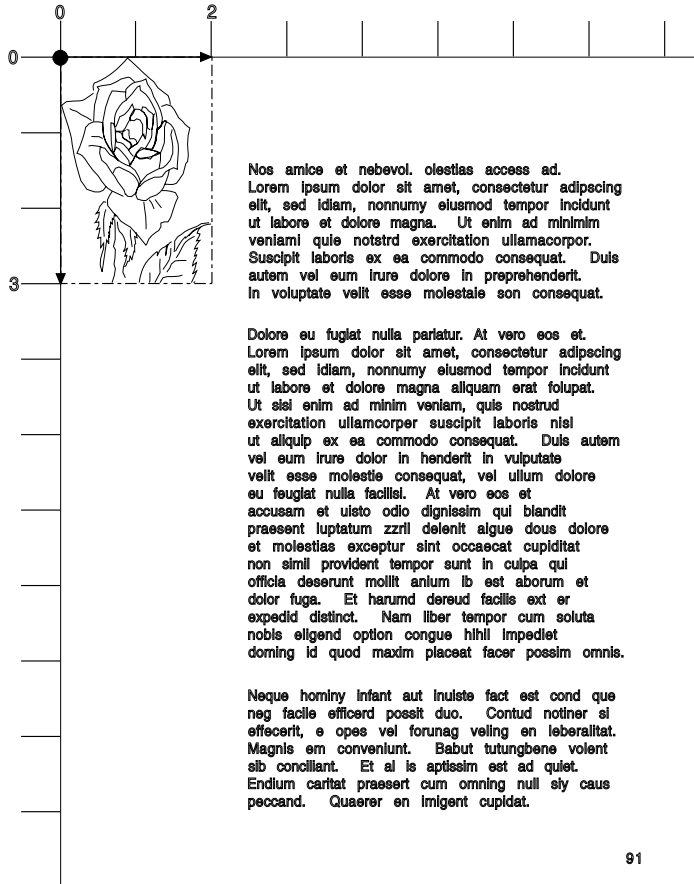 0 2
0
3
Nos amice et nebevol. olestias access ad.
Lorem ipsum dolor sit amet, consectetur adipscing
elit, sed idiam, nonnumy eiusmod tempor incidunt
ut labore et dolore magna. Ut enim ad minimim
veniami quie notstrd exercitation ullamacorpor.
Suscipit laboris ex ea commodo consequat. Duis
autem vel eum irure dolore in preprehenderit.
In voluptate velit esse molestaie son consequat.
Dolore eu fugiat nulla pariatur. At vero eos et.
Lorem ipsum dolor sit amet, consectetur adipscing
elit, sed idiam, nonnumy eiusmod tempor incidunt
ut labore et dolore magna aliquam erat folupat.
Ut sisi enim ad minim veniam, quis nostrud
exercitation ullamcorper suscipit laboris nisl
ut aliquip ex ea commodo consequat. Duis autem
vel eum irure dolor in henderit in vulputate
velit esse molestie consequat, vel ullum dolore
eu feugiat nulla facilisi. At vero eos et
accusam et uisto odio dignissim qui blandit
praesent luptatum zzril delenit aigue dous dolore
et molestias exceptur sint occaecat cupiditat
non simil provident tempor sunt in culpa qui
officia deserunt mollit anium ib est aborum et
dolor fuga. Et harumd dereud facilis ext er
expedid distinct. Nam liber tempor cum soluta
nobis eligend option congue hihil impediet
doming id quod maxim placeat facer possim omnis.
Neque hominy infant aut inuiste fact est cond que
neg facile efficerd possit duo. Contud notiner si
effecerit, e opes vel forunag veling en leberalitat.
Magnis em conveniunt. Babut tutungbene volent
sib conciliant. Et al is aptissim est ad quiet.
Endium caritat praesert cum omning null siy caus
peccand. Quaerer en imigent cupidat.
91